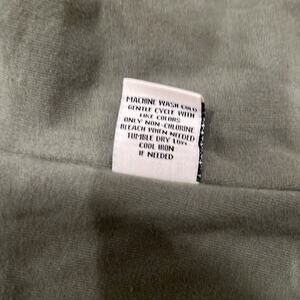 MACHINE WASH COLD
GENTLE CYCLE WITH
LIKE COLORS
ONLY NON-CHLORINE
BLEACH WHEN NEEDED
TUMBLE DRY LOW
COOL IRON
IF NEEDED